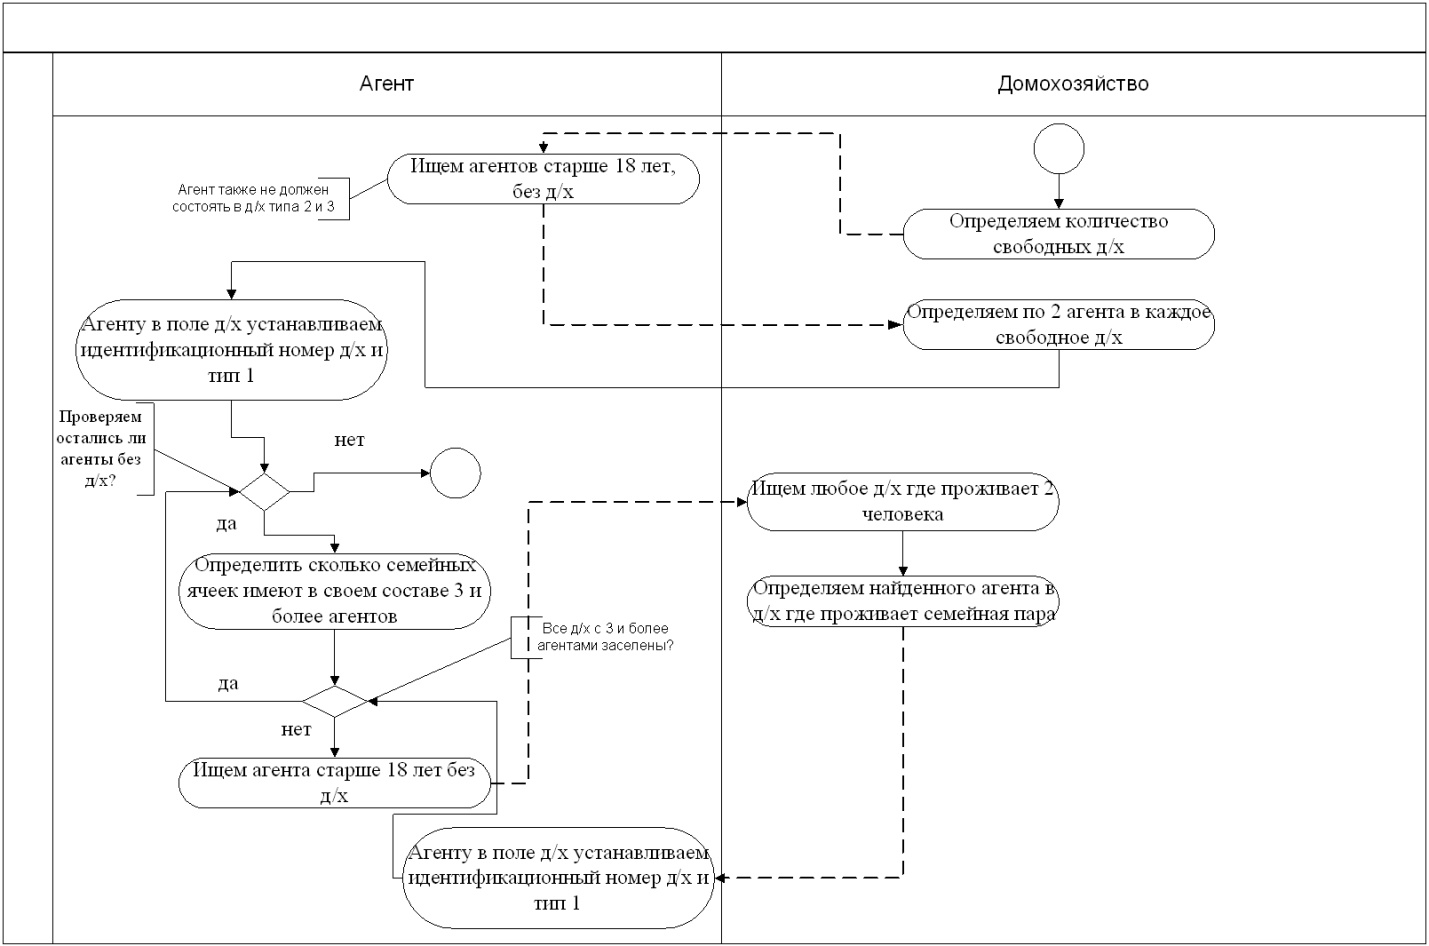 Агент
Домохозяйство
Ищем агентов старше 18 лет,
без д/х
Агент также не должен
состоять в д/х типа 2 и 3
Определяем количество
свободных д/х
Определяем по 2 агента в каждое
свободное д/х
Агенту в поле д/х устанавливаем
идентификационный номер д/х и
тип 1
Проверяем
остались ли
агенты без
д/х?
нет
да
Ищем любое д/х где проживает 2
человека
Определить сколько семейных
ячеек имеют в своем составе 3 и
более агентов
Определяем найденного агента в
д/х где проживает семейная пара
Все д/х с 3 и более
агентами заселены?
да
нет
Ищем агента старше 18 лет без
д/х
Агенту в поле д/х устанавливаем
идентификационный номер д/х и
тип 1